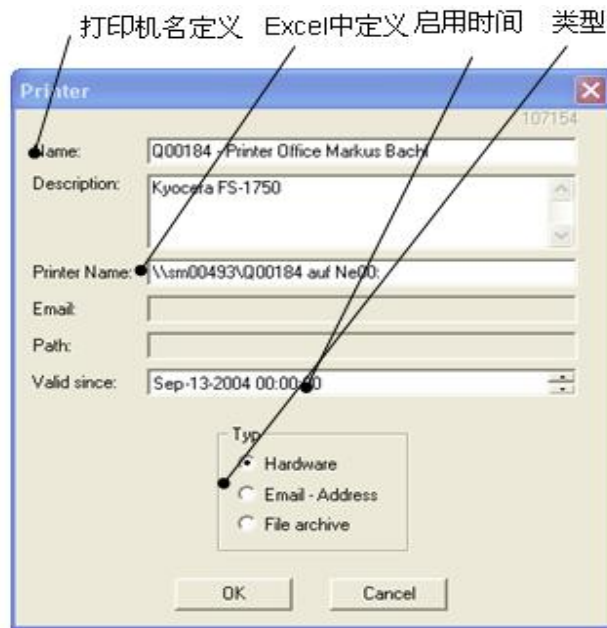 打印机名定义 Excel中定义 启用时间 类型
Printer
107154
Name: Q00184 - Printer Office Markus Bachl
Description: Kyocera FS-1750
Printer Name: \\sm00493\Q00184 auf Ne00:
Email:
Path:
Valid since: Sep-13-2004 00:00:00
Typ
Hardware
Email - Address
File archive
OK Cancel